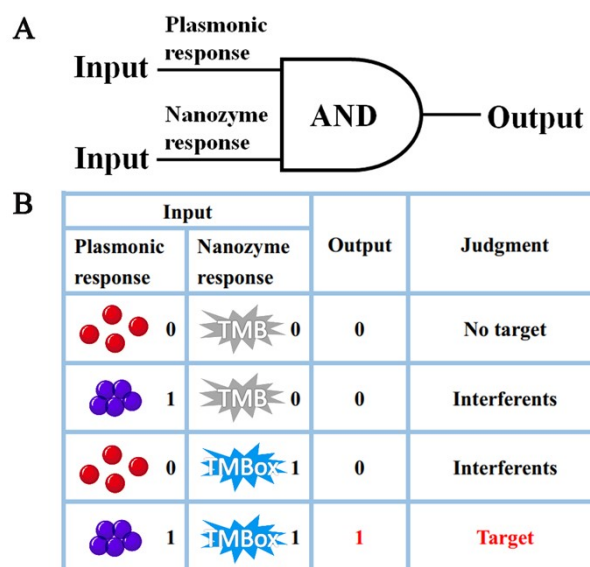 A
Plasmonic
response
Input
AND
Output
Nanozyme
response
Input
B
Input
Output
Judgment
Plasmonic
response
Nanozyme
response
0 TMB 0 0 No target
1 TMB 0 0 Interferents
0 TMBox 1 0 Interferents
1 TMBox 1 1 Target